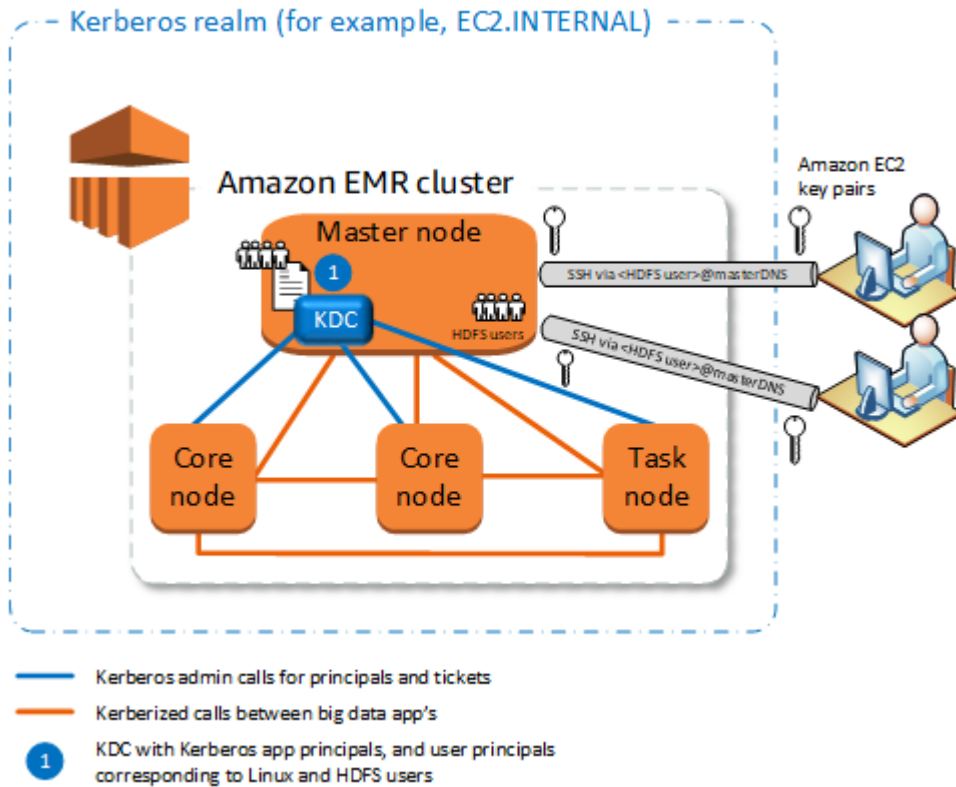 Kerberos realm (for example, EC2.INTERNAL)
Amazon EC2
key pairs
Amazon EMR cluster
Master node
1
SSH via <HDFS user>@masterDNS
KDC
HDFS users
SSH via <HDFS user>@masterDNS
Core
node
Core
node
Task
node
Kerberos admin calls for principals and tickets
Kerberized calls between big data app's
1
KDC with Kerberos app principals, and user principals
corresponding to Linux and HDFS users